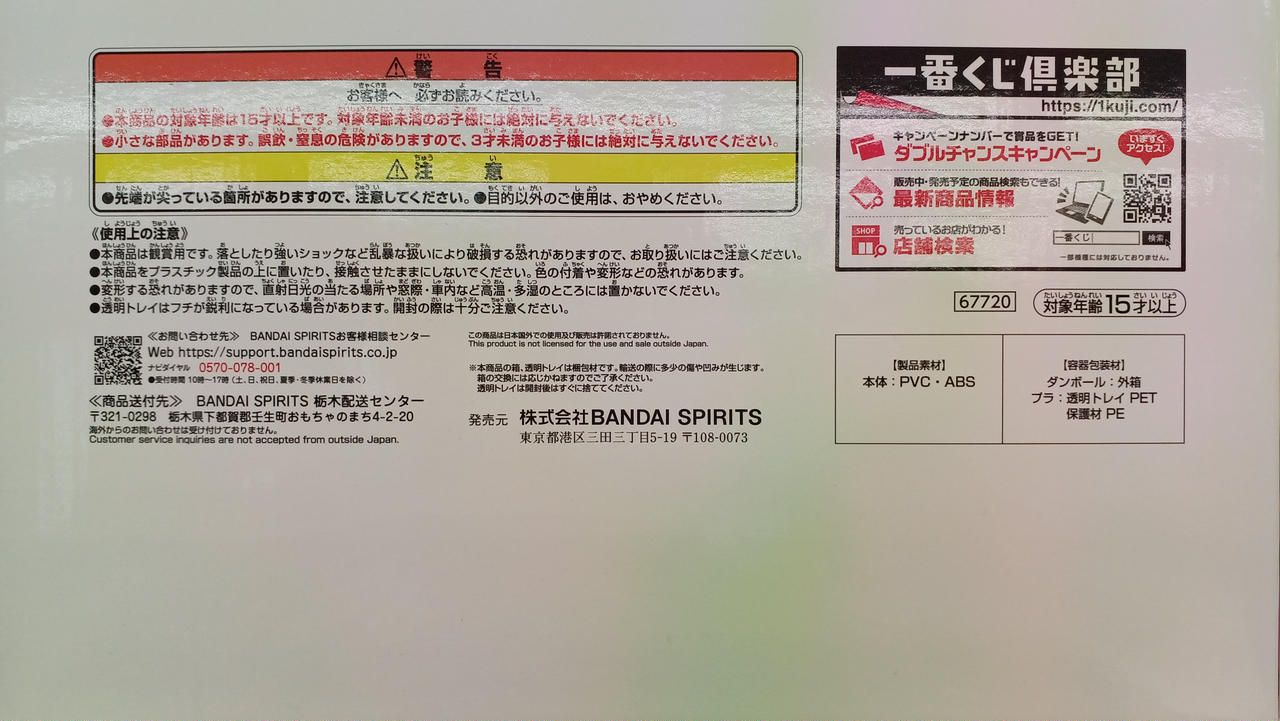 ⚠警告
お客様へ 必ずお読みください。
●本商品の対象年齢は15才以上です。対象年齢未満のお子様には絶対に与えないでください。
●小さな部品があります。誤飲・窒息の危険がありますので、3才未満のお子様には絶対に与えないでください。
⚠注意
●先端が尖っている箇所がありますので、注意してください。●目的以外のご使用は、おやめください。
《使用上の注意》
●本商品は観賞用です。落としたり強いショックなど乱暴な扱いにより破損する恐れがありますので、お取り扱いにはご注意ください。
●本商品をプラスチック製品の上に置いたり、接触させたままにしないでください。色の付着や変形などの恐れがあります。
●変形する恐れがありますので、直射日光の当たる場所や窓際・車内など高温・多湿のところには置かないでください。
●透明トレイはフチが鋭利になっている場合があります。開封の際は十分ご注意ください。
≪お問い合わせ先≫ BANDAI SPIRITSお客様相談センター
Web https://support.bandaispirits.co.jp
ナビダイヤル 0570-078-001
●受付時間 10時〜17時(土、日、祝日、夏季・冬季休業日を除く)
≪商品送付先≫ BANDAI SPIRITS 栃木配送センター
〒321-0298 栃木県下都賀郡壬生町おもちゃのまち4-2-20
海外からのお問い合わせは受け付けておりません。
Customer service inquiries are not accepted from outside Japan.
この商品は日本国外での使用及び販売は許諾されておりません。
This product is not licensed for the use and sale outside Japan.
※本商品の箱、透明トレイは梱包材です。輸送の際に多少の傷や凹みが生じます。
箱の交換には応じかねますのでご了承ください。
透明トレイは開封後はすぐに捨ててください。
発売元 株式会社BANDAI SPIRITS
東京都港区三田三丁目5-19 〒108-0073
一番くじ倶楽部
https://1kuji.com/
キャンペーンナンバーで賞品をGET!
ダブルチャンスキャンペーン
いますぐ
アクセス!
販売中・発売予定の商品検索もできる!
最新商品情報
SHOP
売っているお店がわかる!
店舗検索
一番くじ 検索
一部機種には対応しておりません。
67720
対象年齢15才以上
【製品素材】
本体:PVC・ABS
【容器包装材】
ダンボール:外箱
プラ:透明トレイ PET
保護材 PE